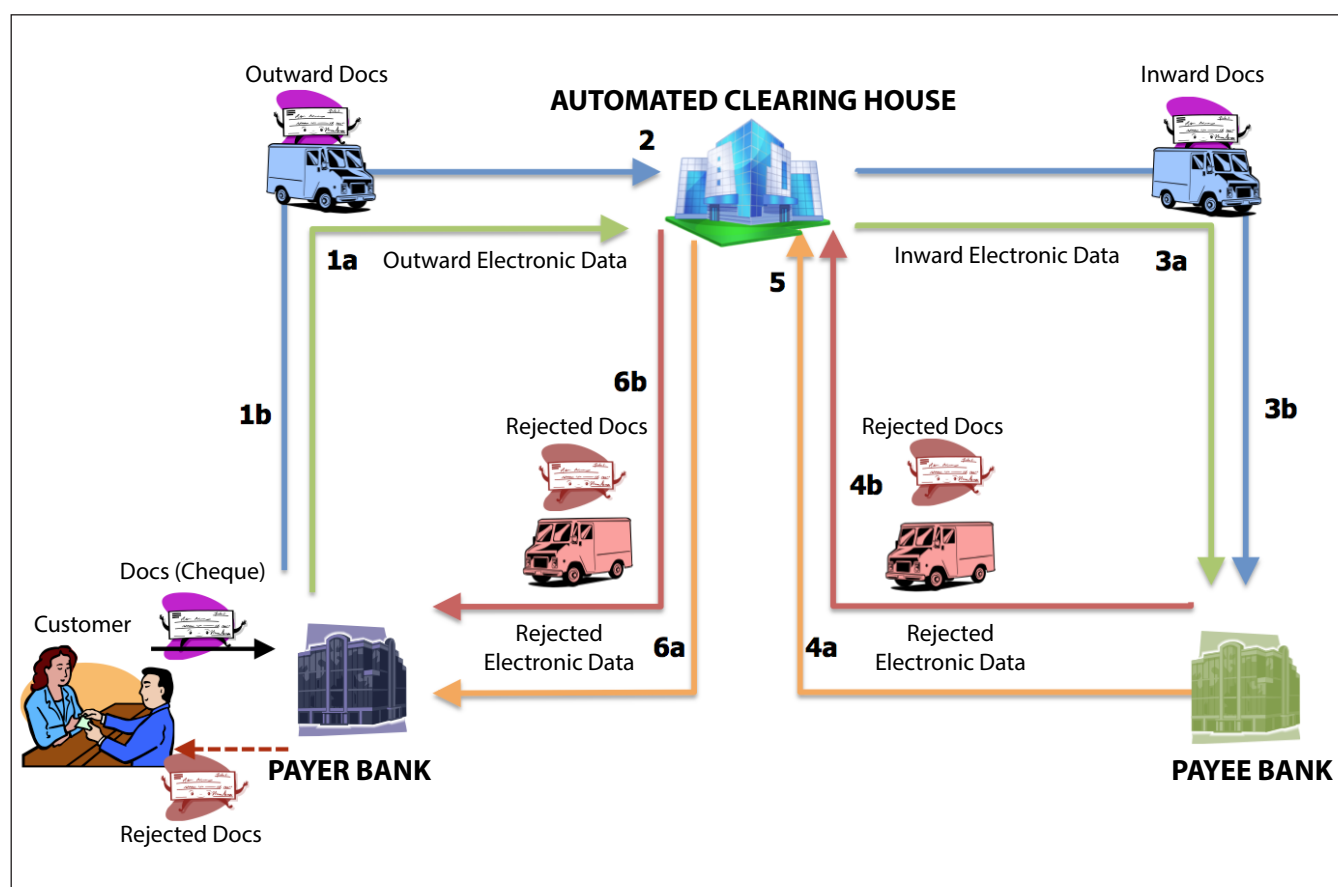 Outward Docs
Inward Docs
AUTOMATED CLEARING HOUSE
2
1a
Outward Electronic Data
Inward Electronic Data
3a
5
6b
1b
3b
Rejected Docs
Rejected Docs
4b
Docs (Cheque)
Customer
Rejected
Electronic Data
6a
4a
Rejected
Electronic Data
PAYER BANK
PAYEE BANK
Rejected Docs